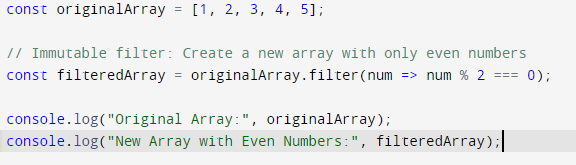 const originalArray = [1, 2, 3, 4, 5];
// Immutable filter: Create a new array with only even numbers
const filteredArray = originalArray.filter(num => num % 2 === 0);
console.log("Original Array:", originalArray);
console.log("New Array with Even Numbers:", filteredArray);